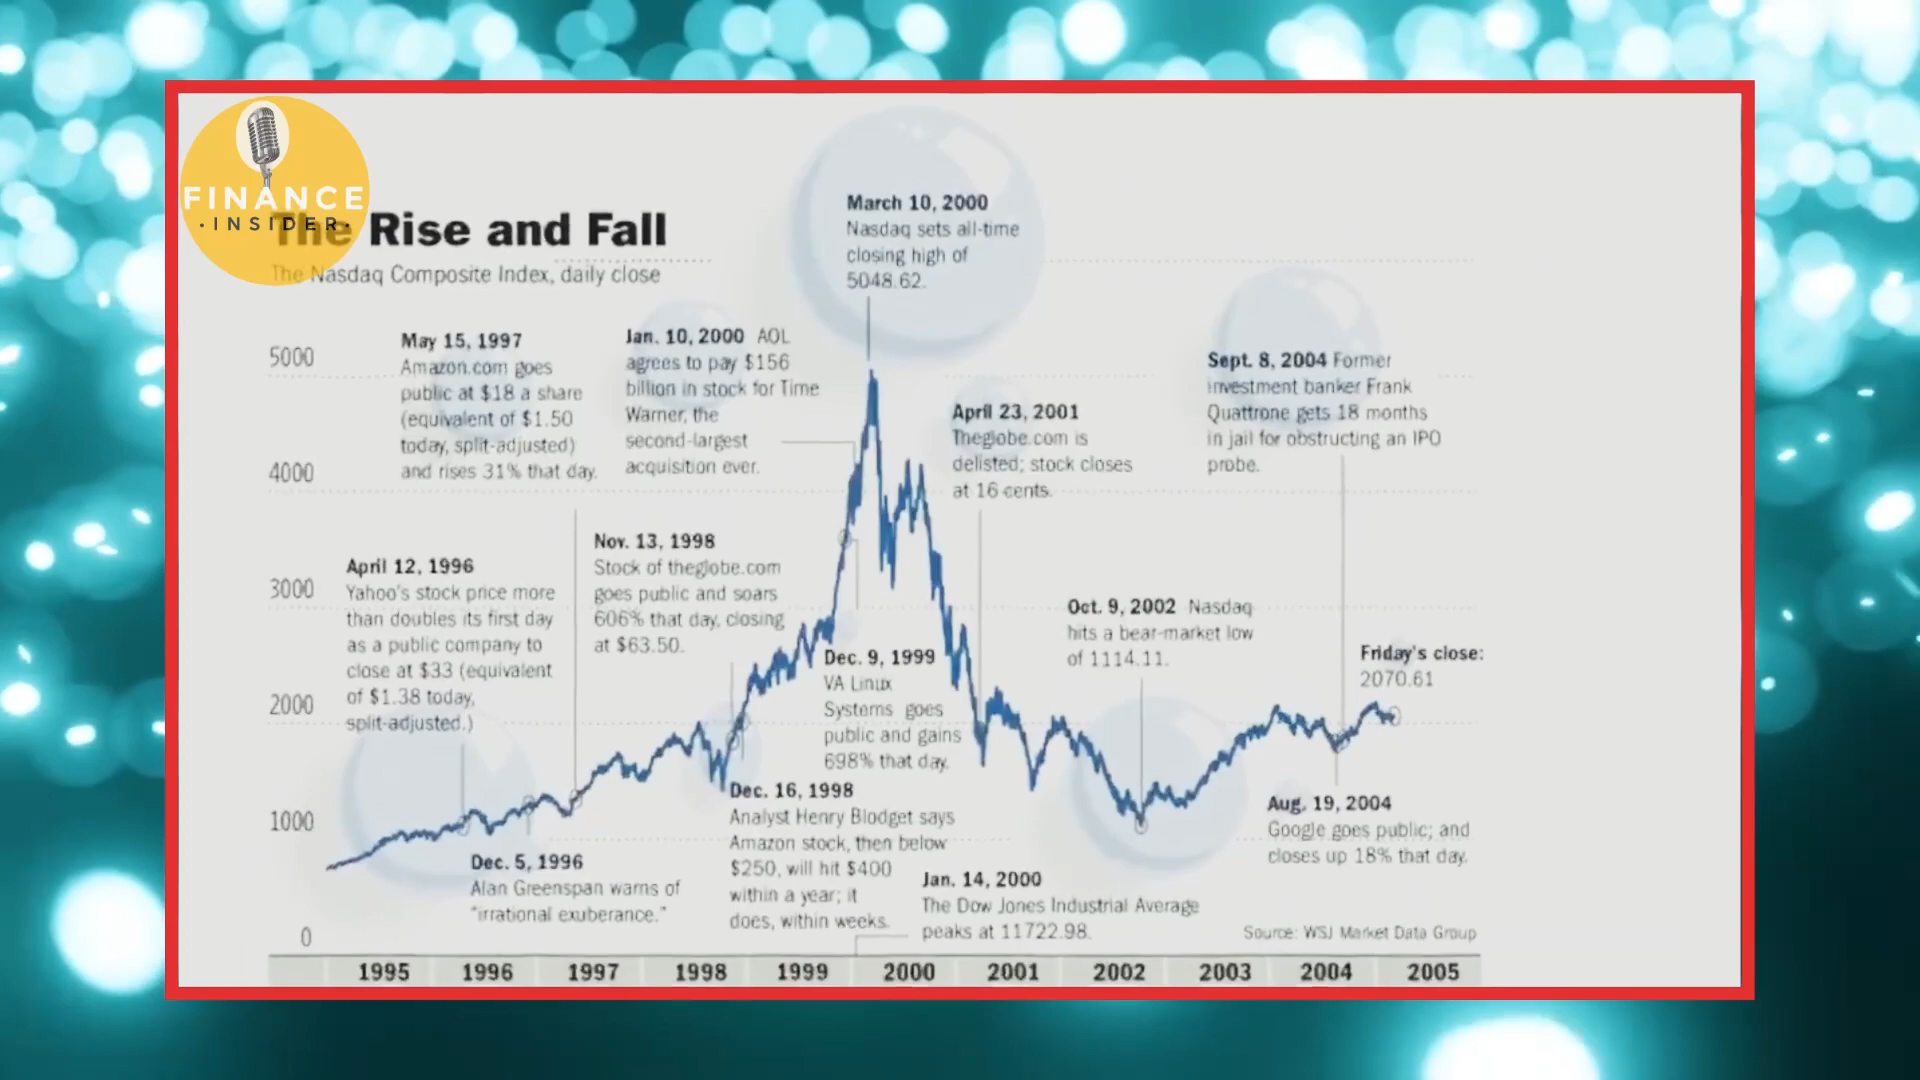 FINANCE
·INSIDER·
The Rise and Fall
The Nasdaq Composite Index, daily close
March 10, 2000
Nasdaq sets all-time
closing high of
5048.62.
May 15, 1997
Amazon.com goes
public at $18 a share
(equivalent of $1.50
today, split-adjusted)
and rises 31% that day.
Jan. 10, 2000 AOL
agrees to pay $156
billion in stock for Time
Warner, the
second-largest
acquisition ever.
April 23, 2001
Theglobe.com is
delisted; stock closes
at 16 cents.
Sept. 8, 2004 Former
investment banker Frank
Quattrone gets 18 months
in jail for obstructing an IPO
probe.
April 12, 1996
Yahoo's stock price more
than doubles its first day
as a public company to
close at $33 (equivalent
of $1.38 today,
split-adjusted.)
Nov. 13, 1998
Stock of theglobe.com
goes public and soars
606% that day, closing
at $63.50.
Dec. 9, 1999
VA Linux
Systems goes
public and gains
698% that day.
Oct. 9, 2002 Nasdaq
hits a bear-market low
of 1114.11.
Friday's close:
2070.61
Dec. 5, 1996
Alan Greenspan warns of
"irrational exuberance."
Dec. 16, 1998
Analyst Henry Blodget says
Amazon stock, then below
$250, will hit $400
within a year; it
does, within weeks.
Jan. 14, 2000
The Dow Jones Industrial Average
peaks at 11722.98.
Aug. 19, 2004
Google goes public; and
closes up 18% that day.
Source: WSJ Market Data Group
5000
4000
3000
2000
1000
0
1995 1996 1997 1998 1999 2000 2001 2002 2003 2004 2005